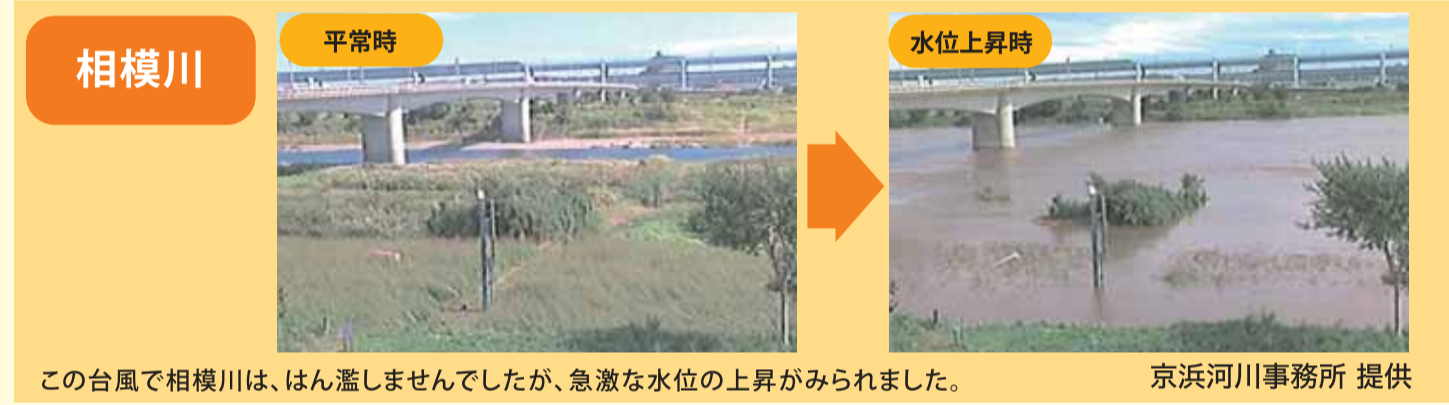 相模川
平常時
水位上昇時
この台風で相模川は、はん濫しませんでしたが、急激な水位の上昇がみられました。
京浜河川事務所 提供